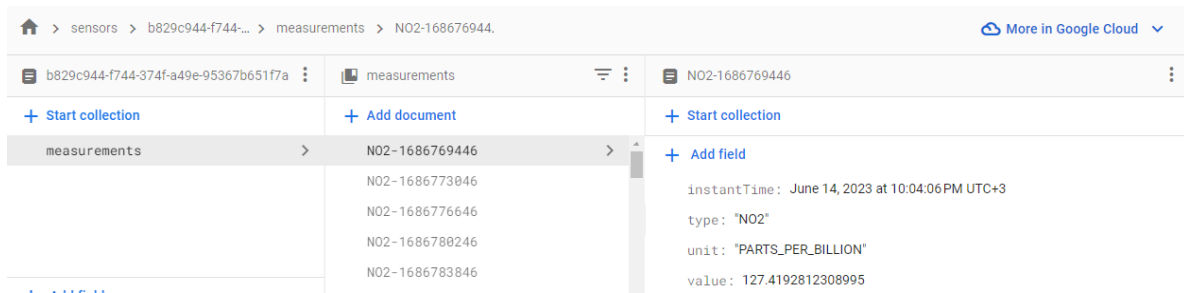 sensors > b829c944-f744-… > measurements > NO2-168676944.
More in Google Cloud
b829c944-f744-374f-a49e-95367b651f7a
measurements
NO2-1686769446
+ Start collection
+ Add document
+ Start collection
measurements
NO2-1686769446
NO2-1686773046
NO2-1686776646
NO2-1686780246
NO2-1686783846
+ Add field
instantTime: June 14, 2023 at 10:04:06 PM UTC+3
type: "NO2"
unit: "PARTS_PER_BILLION"
value: 127.4192812308995